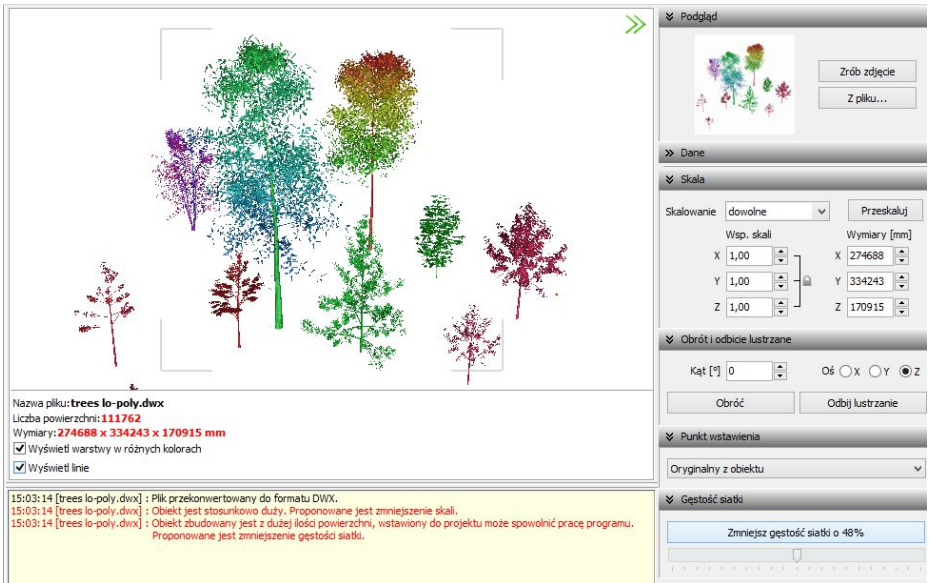 Podgląd
Zrób zdjęcie
Z pliku...
Dane
Skala
Skalowanie dowolne Przeskaluj
Wsp. skali Wymiary [mm]
X 1,00 X 274688
Y 1,00 Y 334243
Z 1,00 Z 170915
Obrót i odbicie lustrzane
Kąt [°] 0 Oś X Y Z
Obróć Odbij lustrzanie
Punkt wstawienia
Oryginalny z obiektu
Gęstość siatki
Zmniejsz gęstość siatki o 48%
Nazwa pliku:trees lo-poly.dwx
Liczba powierzchni:111762
Wymiary:274688 x 334243 x 170915 mm
Wyświetl warstwy w różnych kolorach
Wyświetl linie
15:03:14 [trees lo-poly.dwx] : Plik przekonwertowany do formatu DWX.
15:03:14 [trees lo-poly.dwx] : Obiekt jest stosunkowo duży. Proponowane jest zmniejszenie skali.
15:03:14 [trees lo-poly.dwx] : Obiekt zbudowany jest z dużej ilości powierzchni, wstawiony do projektu może spowolnić pracę programu.
Proponowane jest zmniejszenie gęstości siatki.